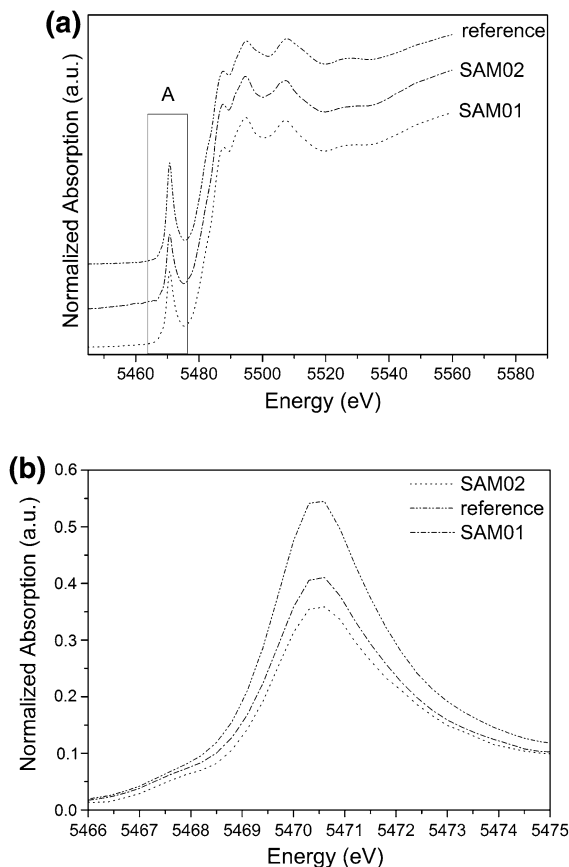 (a)
Normalized Absorption (a.u.)
A
reference
SAM02
SAM01
5460 5480 5500 5520 5540 5560 5580
Energy (eV)
(b)
Normalized Absorption (a.u.)
0.6
0.5
0.4
0.3
0.2
0.1
0.0
SAM02
reference
SAM01
5466 5467 5468 5469 5470 5471 5472 5473 5474 5475
Energy (eV)